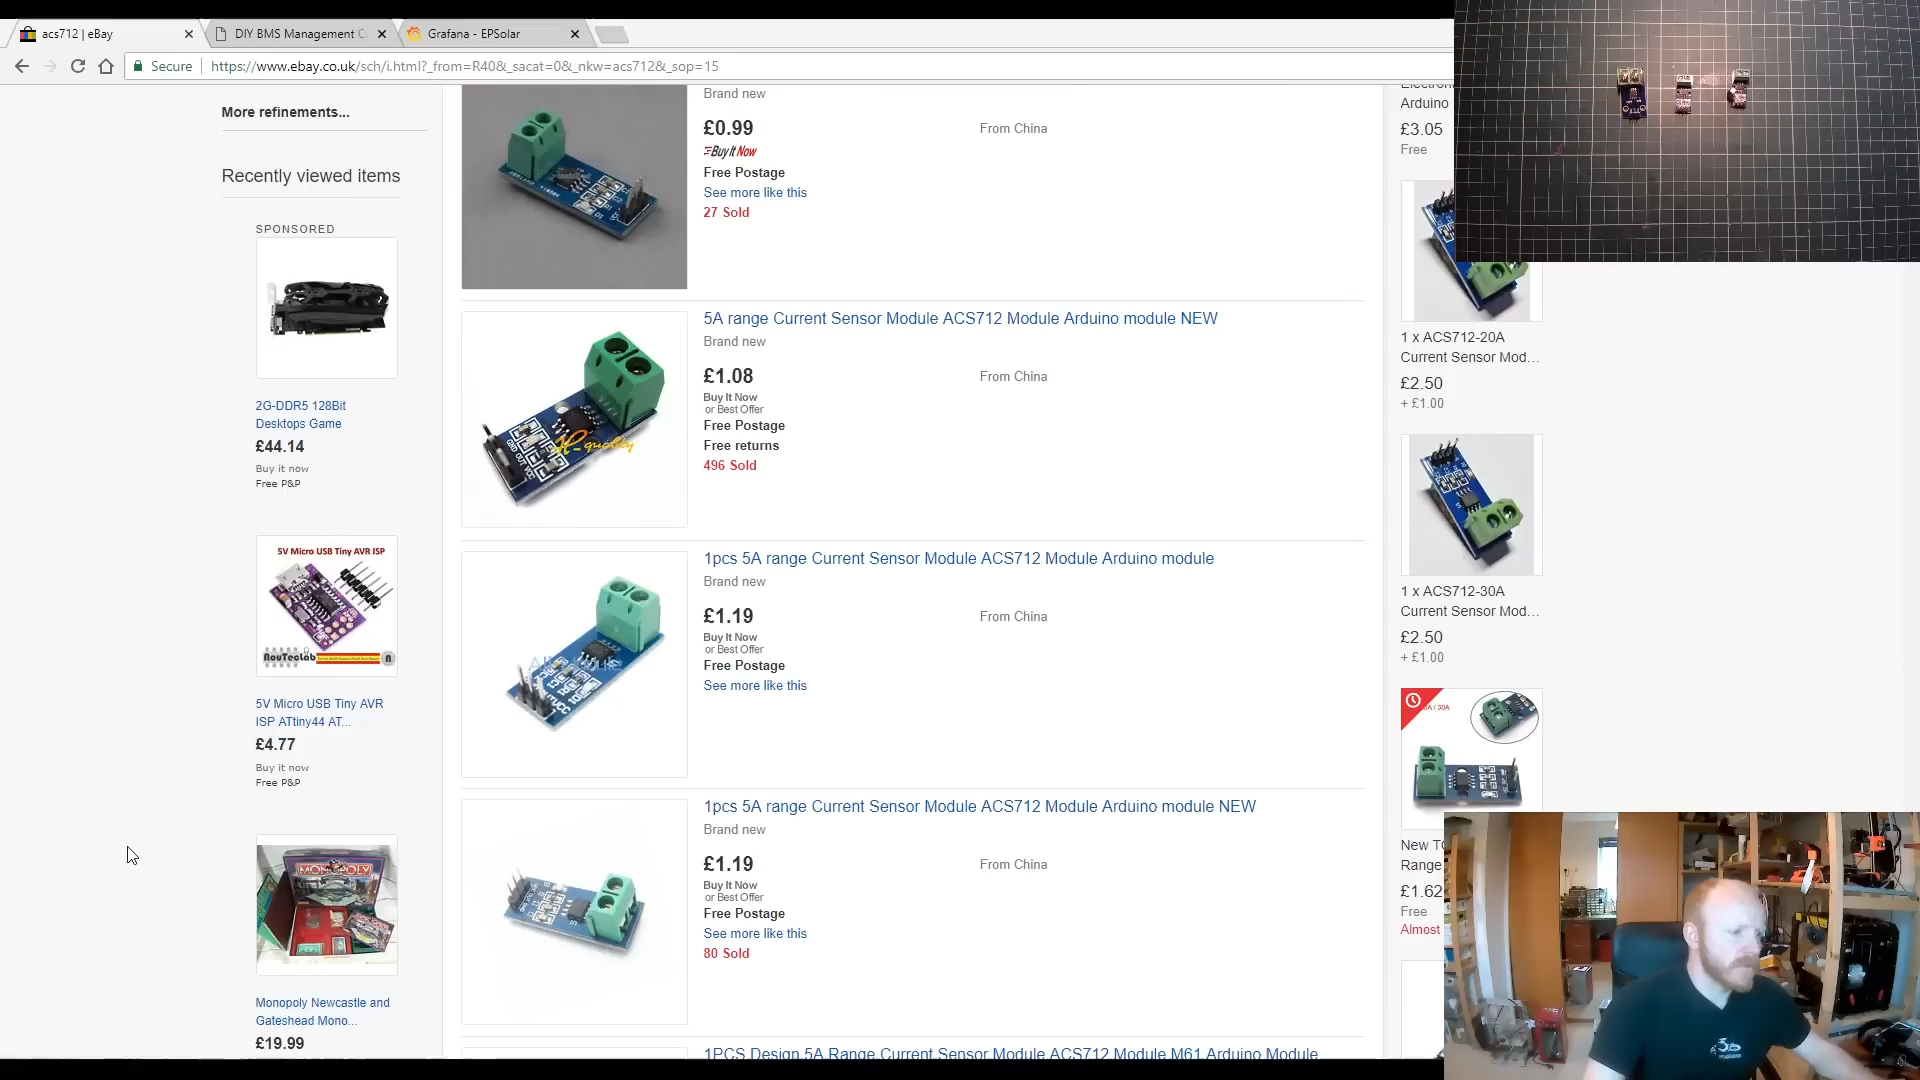 acs712 | eBay
DIY BMS Management C
Grafana - EPSolar
Secure
https://www.ebay.co.uk/sch/i.html?_from=R40&_sacat=0&_nkw=acs712&_sop=15
More refinements...
Recently viewed items
SPONSORED
2G-DDR5 128Bit
Desktops Game
£44.14
Buy it now
Free P&P
5V Micro USB Tiny AVR ISP
NouTecLab
5V Micro USB Tiny AVR
ISP ATtiny44 AT...
£4.77
Buy it now
Free P&P
MONOPOLY
Monopoly Newcastle and
Gateshead Mono...
£19.99
Brand new
£0.99
From China
Buy It Now
Free Postage
See more like this
27 Sold
5A range Current Sensor Module ACS712 Module Arduino module NEW
Brand new
£1.08
From China
Buy It Now
or Best Offer
Free Postage
Free returns
496 Sold
GND OUT VCC
H-quality
1pcs 5A range Current Sensor Module ACS712 Module Arduino module
Brand new
£1.19
From China
Buy It Now
or Best Offer
Free Postage
See more like this
1pcs 5A range Current Sensor Module ACS712 Module Arduino module NEW
Brand new
£1.19
From China
Buy It Now
or Best Offer
Free Postage
See more like this
80 Sold
1PCS Design 5A Range Current Sensor Module ACS712 Module M61 Arduino Module
Arduino
£3.05
Free
1 x ACS712-20A
Current Sensor Mod...
£2.50
+ £1.00
1 x ACS712-30A
Current Sensor Mod...
£2.50
+ £1.00
New TO
Range
£1.62
Free
Almost